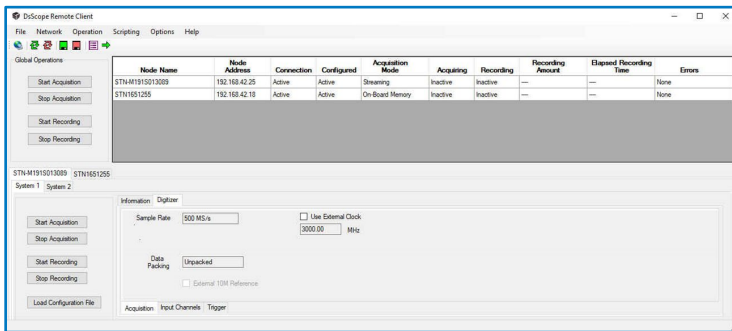 DsScope Remote Client
File Network Operation Scripting Options Help
Global Operations
Start Acquisition
Stop Acquisition
Start Recording
Stop Recording
Node Name Node Address Connection Configured Acquisition Mode Acquiring Recording Recording Amount Elapsed Recording Time Errors
STN-M191S013089 192.168.42.25 Active Active Streaming Inactive Inactive — — None
STN1651255 192.168.42.18 Active Active On-Board Memory Inactive Inactive — — None
STN-M191S013089 STN1651255
System 1 System 2
Start Acquisition
Stop Acquisition
Start Recording
Stop Recording
Load Configuration File
Information Digitizer
Sample Rate 500 MS/s Use External Clock
3000.00 MHz
Data Packing Unpacked
External 10M Reference
Acquisition Input Channels Trigger